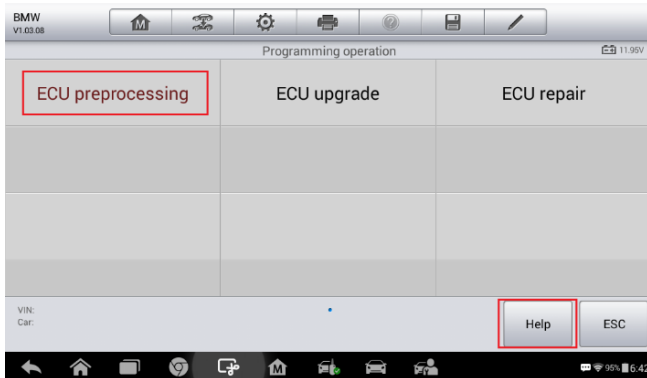 BMW
V1.03.08
Programming operation
11.95V
ECU preprocessing
ECU upgrade
ECU repair
VIN:
Car:
Help
ESC
95% 6:42